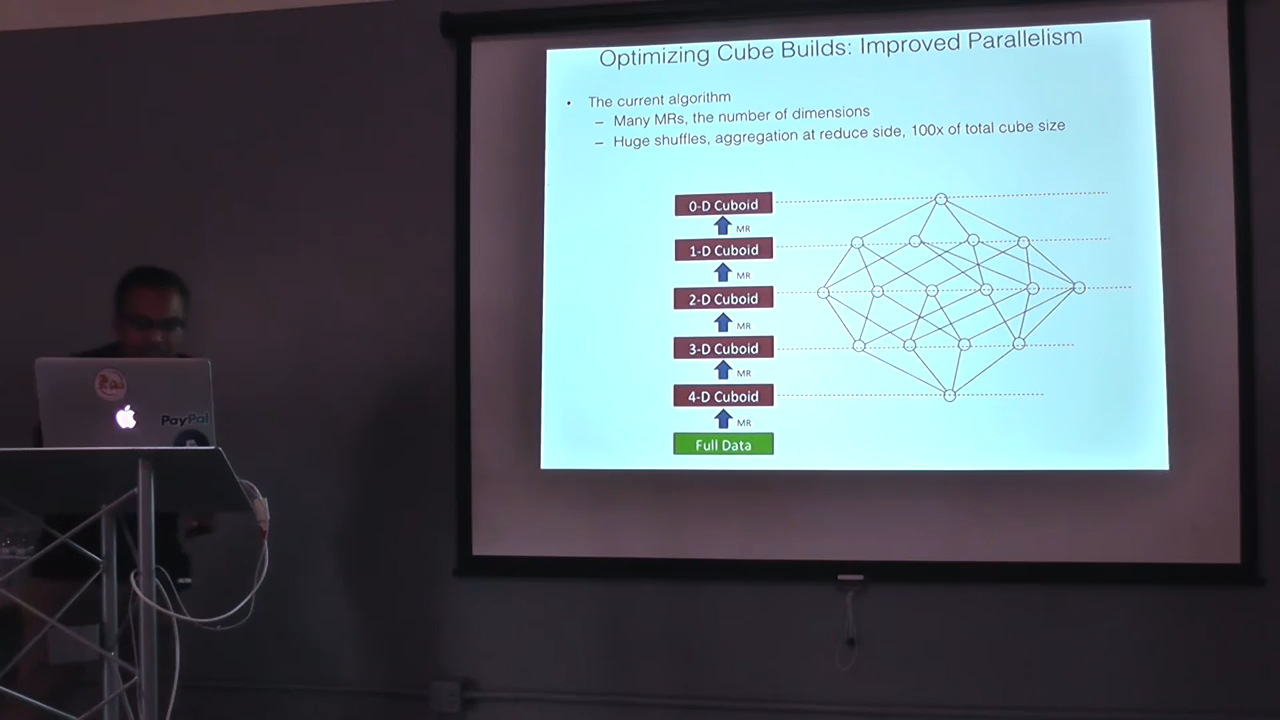 Optimizing Cube Builds: Improved Parallelism
• The current algorithm
– Many MRs, the number of dimensions
– Huge shuffles, aggregation at reduce side, 100x of total cube size
0-D Cuboid
MR
1-D Cuboid
MR
2-D Cuboid
MR
3-D Cuboid
MR
4-D Cuboid
MR
Full Data
PayPal